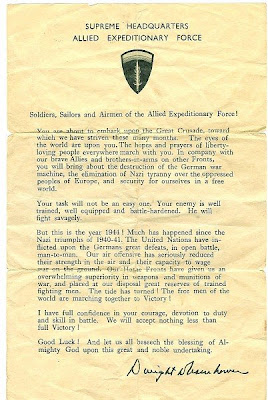 SUPREME HEADQUARTERS
ALLIED EXPEDITIONARY FORCE
Soldiers, Sailors and Airmen of the Allied Expeditionary Force!
You are about to embark upon the Great Crusade, toward
which we have striven these many months. The eyes of
the world are upon you. The hopes and prayers of liberty-
loving people everywhere march with you. In company with
our brave Allies and brothers-in-arms on other Fronts,
you will bring about the destruction of the German war
machine, the elimination of Nazi tyranny over the oppressed
peoples of Europe, and security for ourselves in a free
world.
Your task will not be an easy one. Your enemy is well
trained, well equipped and battle-hardened. He will
fight savagely.
But this is the year 1944! Much has happened since the
Nazi triumphs of 1940-41. The United Nations have in-
flicted upon the Germans great defeats, in open battle,
man-to-man. Our air offensive has seriously reduced
their strength in the air and their capacity to wage
war on the ground. Our Home Fronts have given us an
overwhelming superiority in weapons and munitions of
war, and placed at our disposal great reserves of trained
fighting men. The tide has turned! The free men of the
world are marching together to Victory!
I have full confidence in your courage, devotion to duty
and skill in battle. We will accept nothing less than
full Victory!
Good Luck! And let us all beseech the blessing of Al-
mighty God upon this great and noble undertaking.
Dwight D Eisenhower